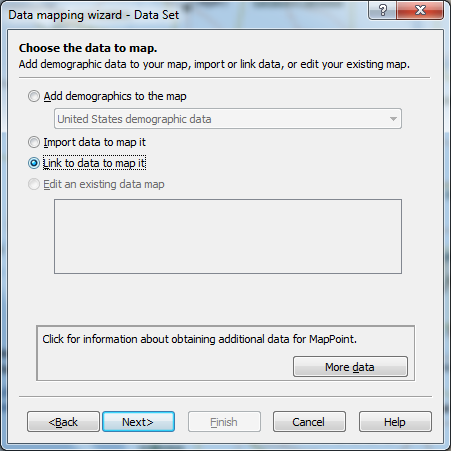 Data mapping wizard - Data Set
Choose the data to map.
Add demographic data to your map, import or link data, or edit your existing map.
Add demographics to the map
United States demographic data
Import data to map it
Link to data to map it
Edit an existing data map
Click for information about obtaining additional data for MapPoint.
More data
<Back
Next>
Finish
Cancel
Help